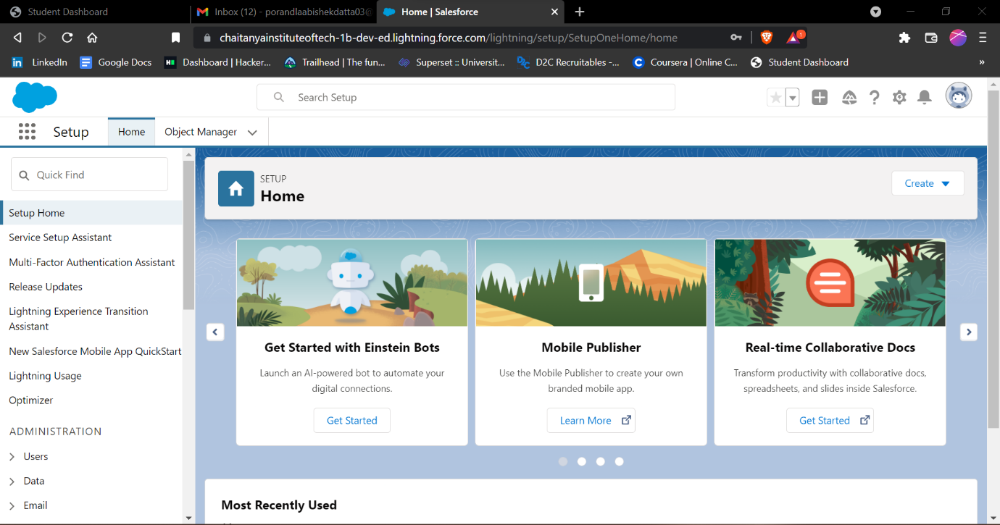 Student Dashboard
Inbox (12) - porandlaabishekdatta03@
Home | Salesforce
chaitanyainstituteoftech-1b-dev-ed.lightning.force.com/lightning/setup/SetupOneHome/home
1
in LinkedIn
Google Docs
Dashboard | Hacker...
Trailhead | The fun...
Superset :: Universit...
D2C Recruitables -...
Coursera | Online C...
Student Dashboard
»
Search Setup
Setup
Home
Object Manager
Quick Find
Setup Home
Service Setup Assistant
Multi-Factor Authentication Assistant
Release Updates
Lightning Experience Transition
Assistant
New Salesforce Mobile App QuickStart
Lightning Usage
Optimizer
ADMINISTRATION
Users
Data
Email
SETUP
Home
Create
Get Started with Einstein Bots
Launch an AI-powered bot to automate your
digital connections.
Get Started
Mobile Publisher
Use the Mobile Publisher to create your own
branded mobile app.
Learn More
Real-time Collaborative Docs
Transform productivity with collaborative docs,
spreadsheets, and slides inside Salesforce.
Get Started
Most Recently Used